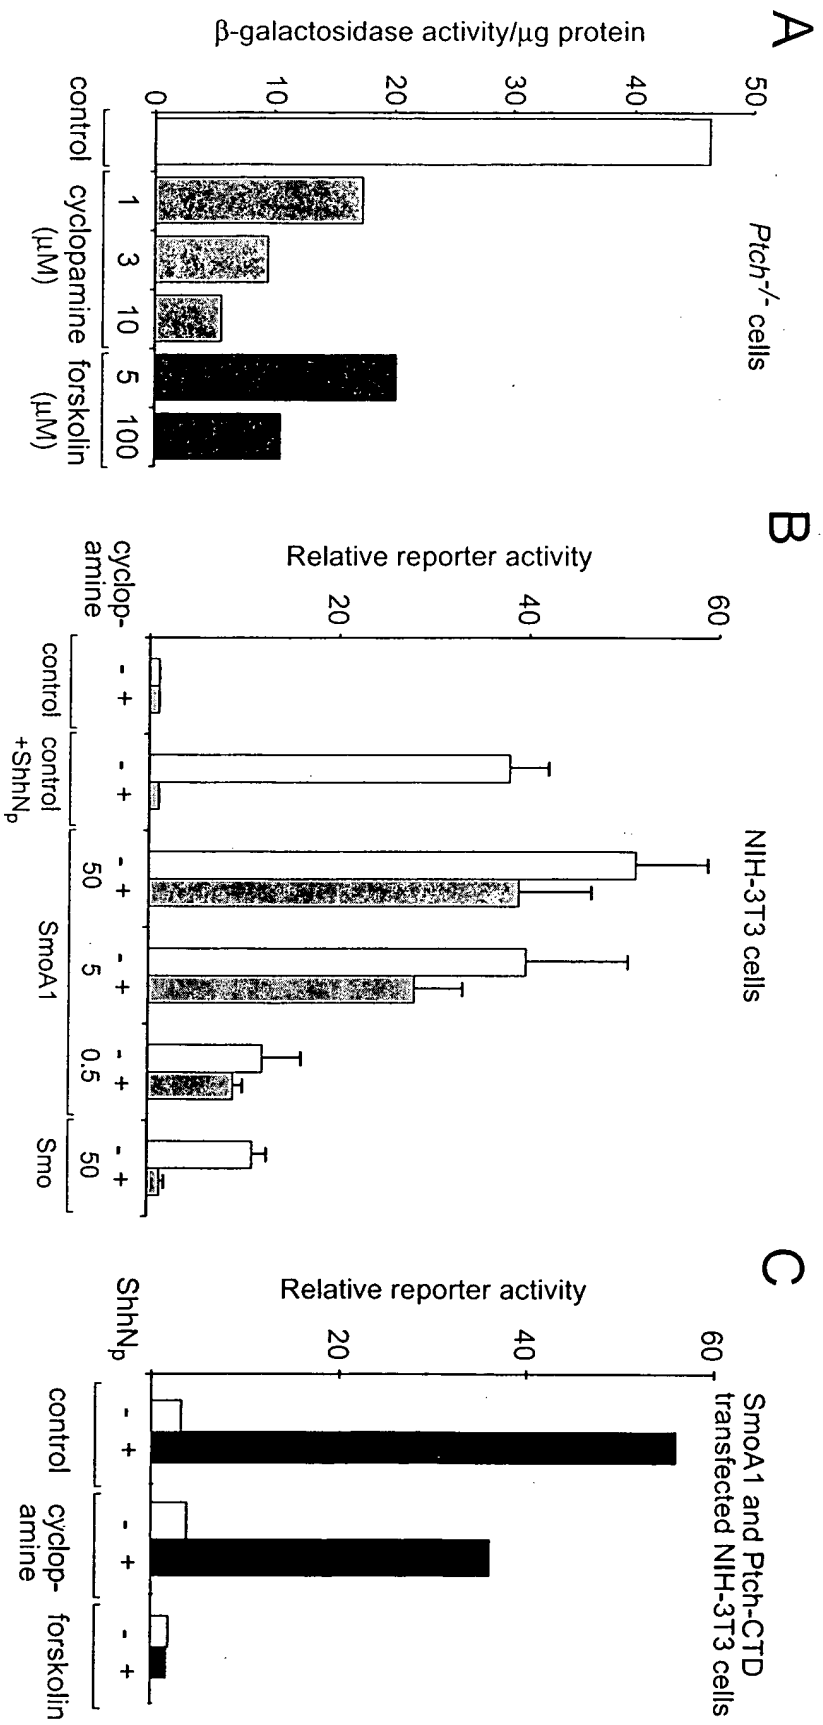 A
Ptch-/- cells
β-galactosidase activity/µg protein
50
40
30
20
10
0
1
3
10
5
100
control
cyclopamine
(µM)
forskolin
(µM)
B
NIH-3T3 cells
Relative reporter activity
60
40
20
cyclop-
amine
- + - + - + - + - + - +
50
5
0.5
50
control
control
+ShhNp
SmoA1
Smo
C
SmoA1 and Ptch-CTD
transfected NIH-3T3 cells
Relative reporter activity
60
40
20
ShhNp
- + - + - +
control
cyclop-
amine
forskolin